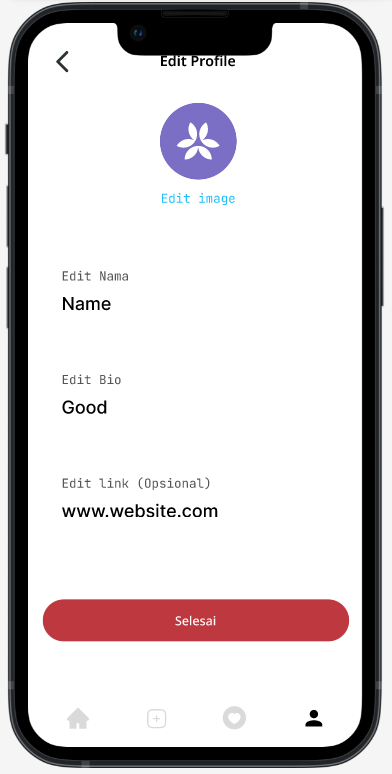 Edit Profile
Edit image
Edit Nama
Name
Edit Bio
Good
Edit link (Opsional)
www.website.com
Selesai